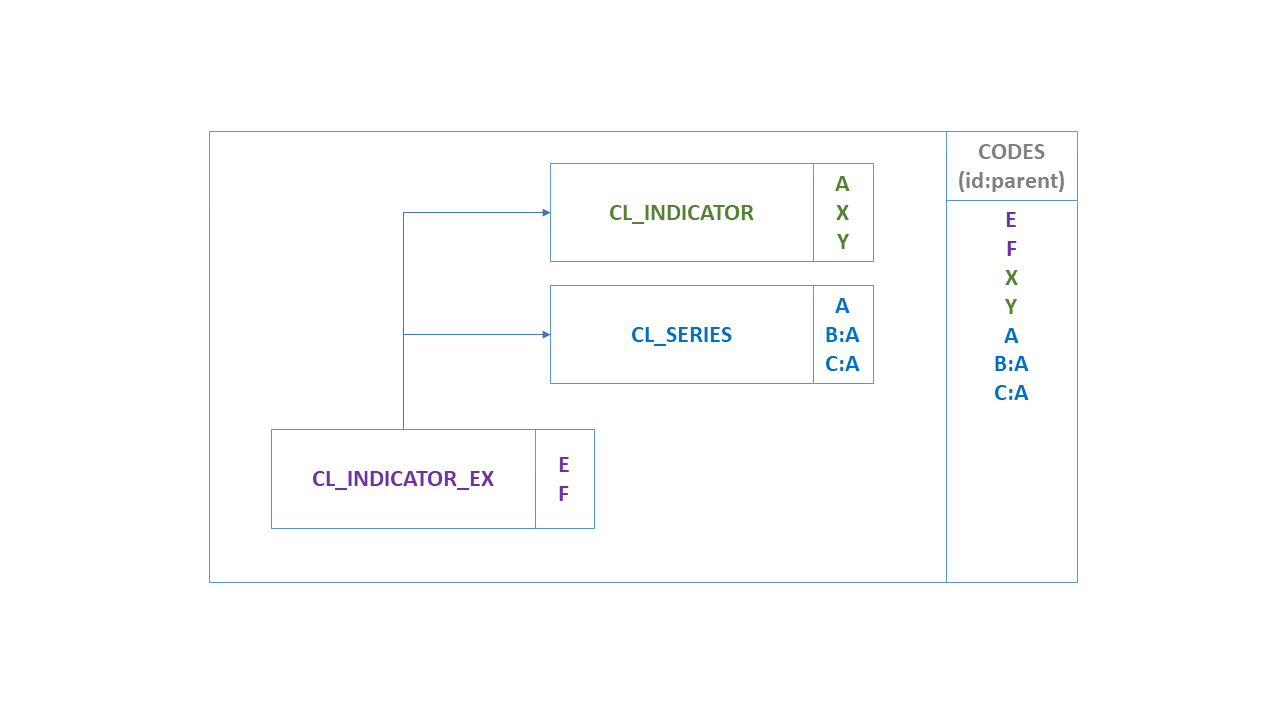 CODES
(id:parent)
CL_INDICATOR
A
X
Y
CL_SERIES
A
B:A
C:A
CL_INDICATOR_EX
E
F
E
F
X
Y
A
B:A
C:A